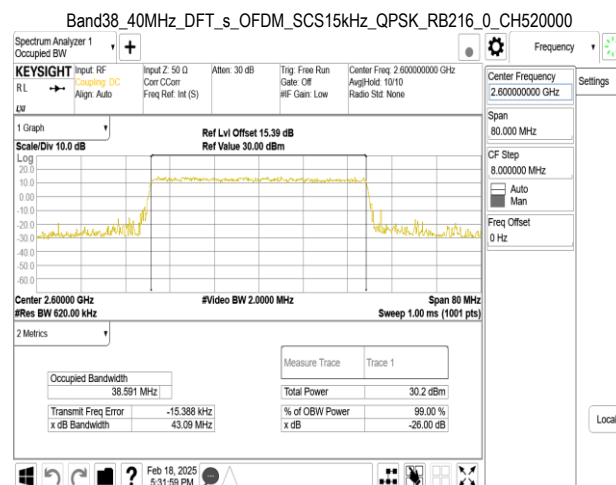 Band38_40MHz_DFT_s_OFDM_SCS15kHz_QPSK_RB216_0_CH520000
Spectrum Analyzer 1
Occupied BW
Frequency
KEYSIGHT
RL
LXI
Input: RF
Coupling: DC
Align: Auto
Input Z: 50 Ω
Corr CCorr
Freq Ref: Int (S)
Atten: 30 dB
Trig: Free Run
Gate: Off
#IF Gain: Low
Center Freq: 2.600000000 GHz
Avg|Hold: 10/10
Radio Std: None
Center Frequency
2.600000000 GHz
Settings
Span
80.000 MHz
CF Step
8.000000 MHz
Auto
Man
Freq Offset
0 Hz
Local
1 Graph
Scale/Div 10.0 dB
Ref Lvl Offset 15.39 dB
Ref Value 30.00 dBm
Log
20.0
10.0
0.00
-10.0
-20.0
-30.0
-40.0
-50.0
-60.0
Center 2.60000 GHz
#Video BW 2.0000 MHz
Span 80 MHz
#Res BW 620.00 kHz
Sweep 1.00 ms (1001 pts)
2 Metrics
Measure Trace
Trace 1
Occupied Bandwidth
38.591 MHz
Total Power
30.2 dBm
Transmit Freq Error
-15.388 kHz
% of OBW Power
99.00 %
x dB Bandwidth
43.09 MHz
x dB
-26.00 dB
?
Feb 18, 2025
5:31:59 PM